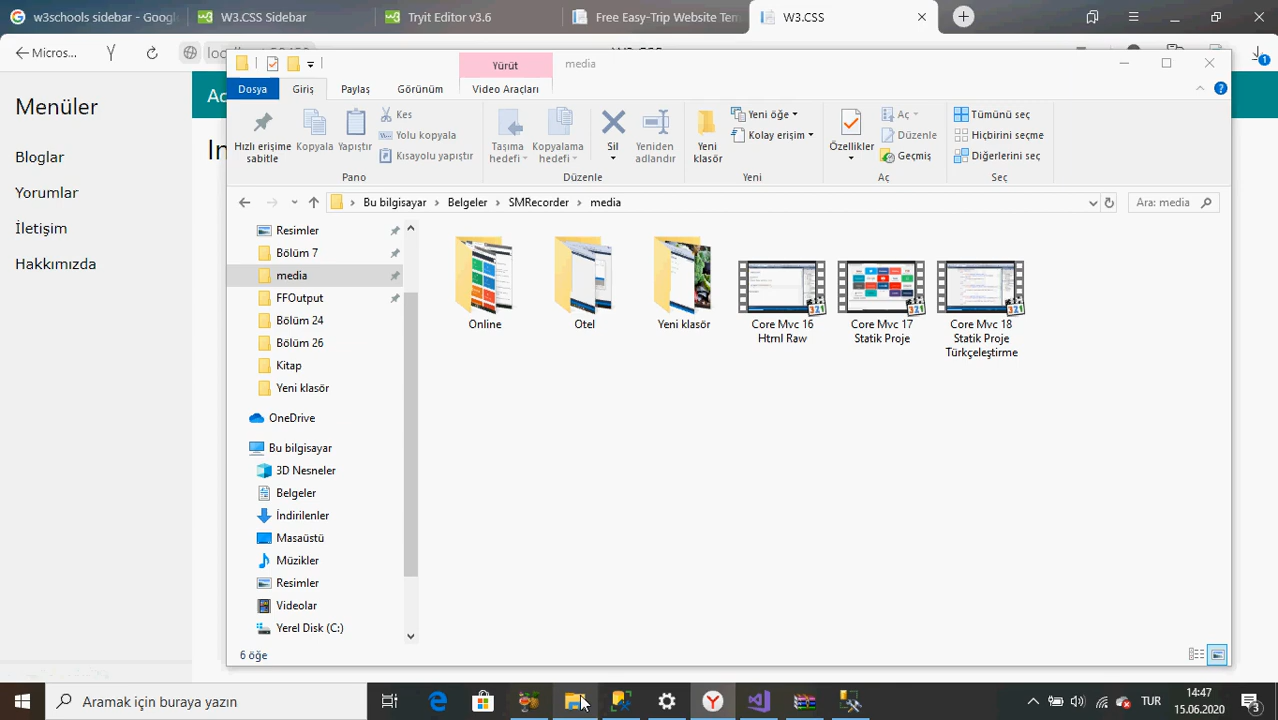 w3schools sidebar - Googl
W3.CSS Sidebar
Tryit Editor v3.6
Free Easy-Trip Website Tem
W3.CSS
Micros...
1
Menüler
Bloglar
Yorumlar
İletişim
Hakkımızda
Yürüt
media
Dosya
Giriş
Paylaş
Görünüm
Video Araçları
Hızlı erişime sabitle
Kopyala
Yapıştır
Kes
Yolu kopyala
Kısayolu yapıştır
Pano
Taşıma hedefi
Kopyalama hedefi
Sil
Yeniden adlandır
Düzenle
Yeni klasör
Yeni öğe
Kolay erişim
Yeni
Özellikler
Aç
Düzenle
Geçmiş
Aç
Tümünü seç
Hiçbirini seçme
Diğerlerini seç
Seç
Bu bilgisayar
Belgeler
SMRecorder
media
Ara: media
Resimler
Bölüm 7
media
FFOutput
Bölüm 24
Bölüm 26
Kitap
Yeni klasör
OneDrive
Bu bilgisayar
3D Nesneler
Belgeler
İndirilenler
Masaüstü
Müzikler
Resimler
Videolar
Yerel Disk (C:)
Online
Otel
Yeni klasör
Core Mvc 16
Html Raw
Core Mvc 17
Statik Proje
Core Mvc 18
Statik Proje
Türkçeleştirme
6 öğe
Aramak için buraya yazın
TUR
14:47
15.06.2020
3